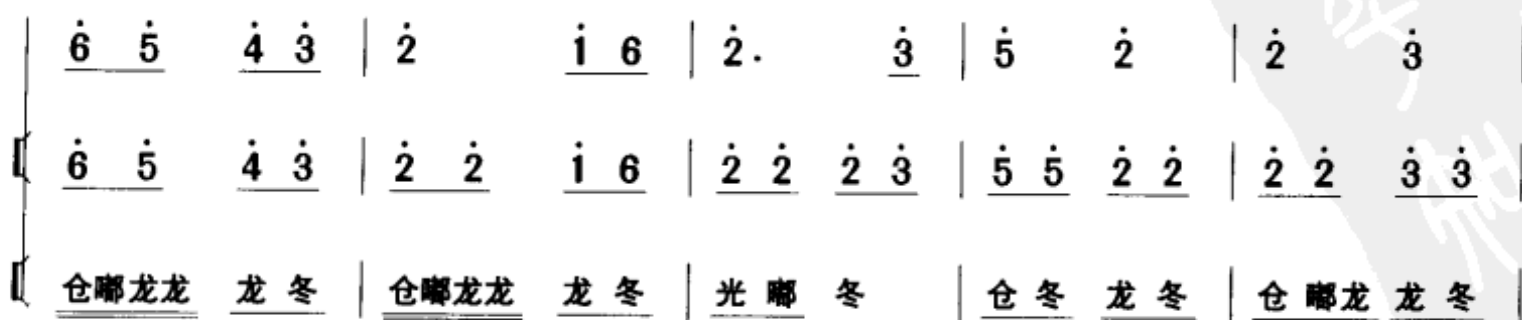 6̇ 5̇ 4̇ 3̇ | 2̇ 1̇ 6 | 2̇. 3̇ | 5̇ 2̇ | 2̇ 3̇
6̇ 5̇ 4̇ 3̇ | 2̇ 2̇ 1̇ 6 | 2̇ 2̇ 2̇ 3̇ | 5̇ 5̇ 2̇ 2̇ | 2̇ 2̇ 3̇ 3̇
仓嘟龙龙 龙冬 | 仓嘟龙龙 龙冬 | 光嘟 冬 | 仓冬 龙冬 | 仓嘟龙 龙冬